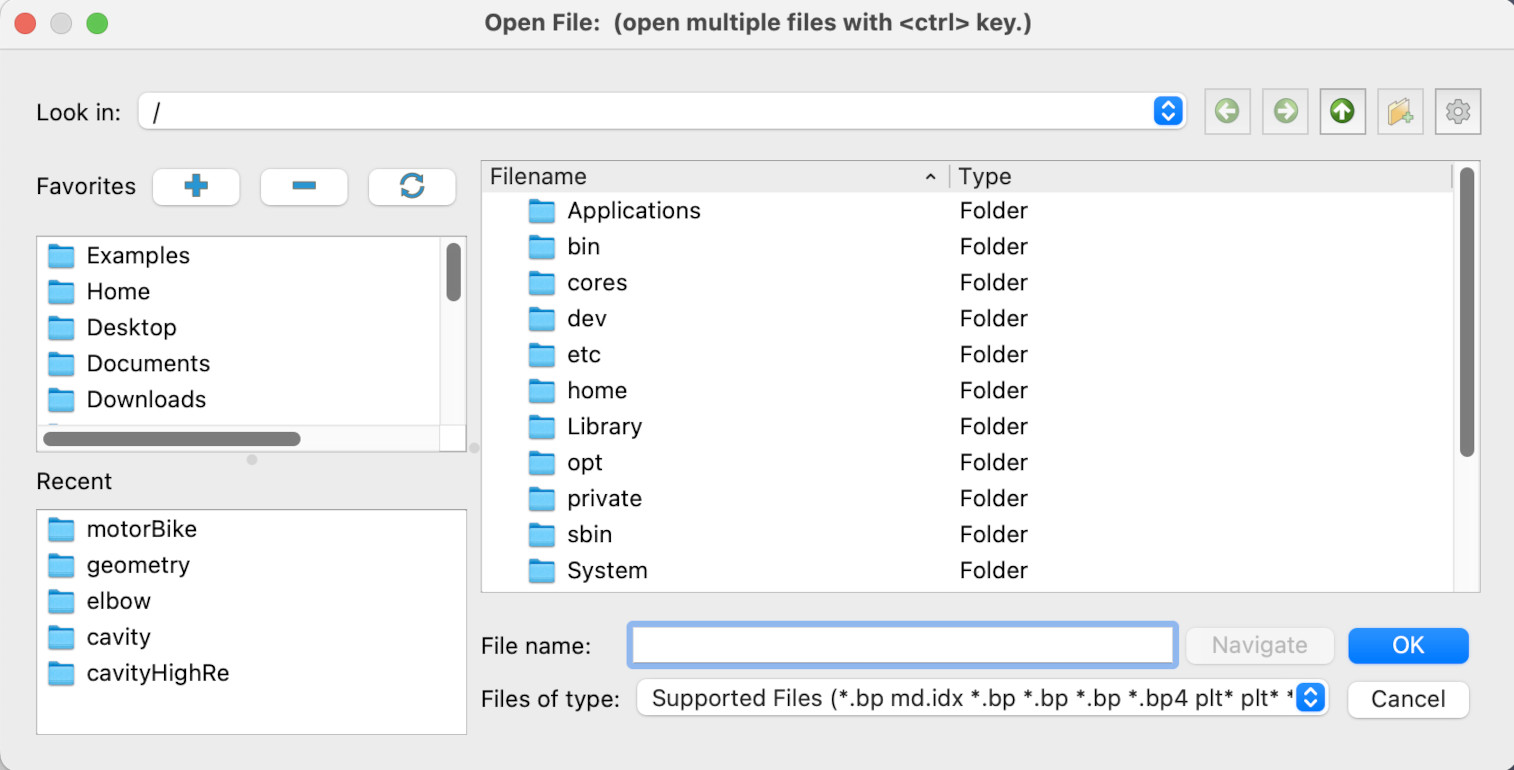 Open File:  (open multiple files with <ctrl> key.)
Look in: /
Favorites
Examples
Home
Desktop
Documents
Downloads
Recent
motorBike
geometry
elbow
cavity
cavityHighRe
Filename Type
Applications Folder
bin Folder
cores Folder
dev Folder
etc Folder
home Folder
Library Folder
opt Folder
private Folder
sbin Folder
System Folder
File name: Navigate OK
Files of type: Supported Files (*.bp md.idx *.bp *.bp *.bp *.bp4 plt* plt* * Cancel